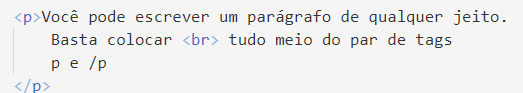 <p>Você pode escrever um parágrafo de qualquer jeito.
Basta colocar <br> tudo meio do par de tags
p e /p
</p>